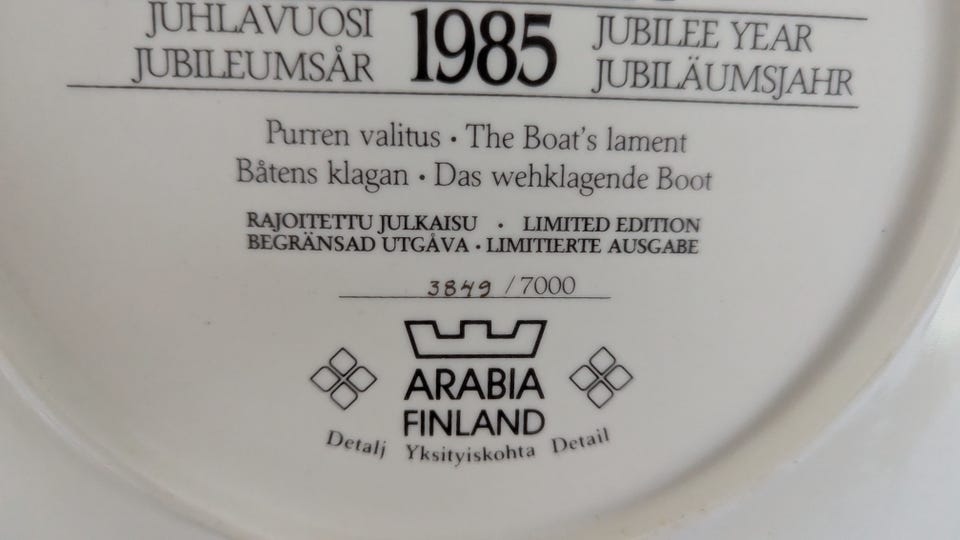 JUHLAVUOSI 1985 JUBILEE YEAR
JUBILEUMSÅR JUBILÄUMSJAHR
Purren valitus • The Boat's lament
Båtens klagan • Das wehklagende Boot
RAJOITETTU JULKAISU • LIMITED EDITION
BEGRÄNSAD UTGÅVA • LIMITIERTE AUSGABE
3849 / 7000
ARABIA
FINLAND
Detalj Yksityiskohta Detail